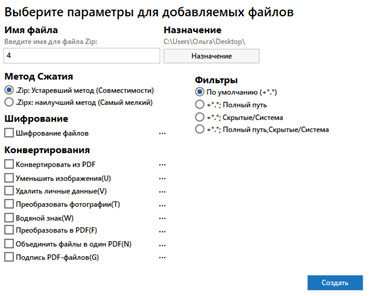 Выберите параметры для добавляемых файлов
Имя файла
Введите имя для файла Zip:
4
Назначение
C:\Users\Ольга\Desktop\
Назначение
Метод Сжатия
.Zip: Устаревший метод (Совместимости)
.Zipx: наилучший метод (Самый мелкий)
Шифрование
Шифрование файлов ...
Конвертирования
Конвертировать из PDF ...
Уменьшить изображения(U) ...
Удалить личные данные(V) ...
Преобразовать фотографии(T) ...
Водяной знак(W) ...
Преобразовать в PDF(F) ...
Объединить файлы в один PDF(N) ...
Подпись PDF-файлов(G) ...
Фильтры
По умолчанию (+*.*)
+*.*; Полный путь
+*.*; Скрытые/Система
+*.*; Полный путь,Скрытые/Система
Создать